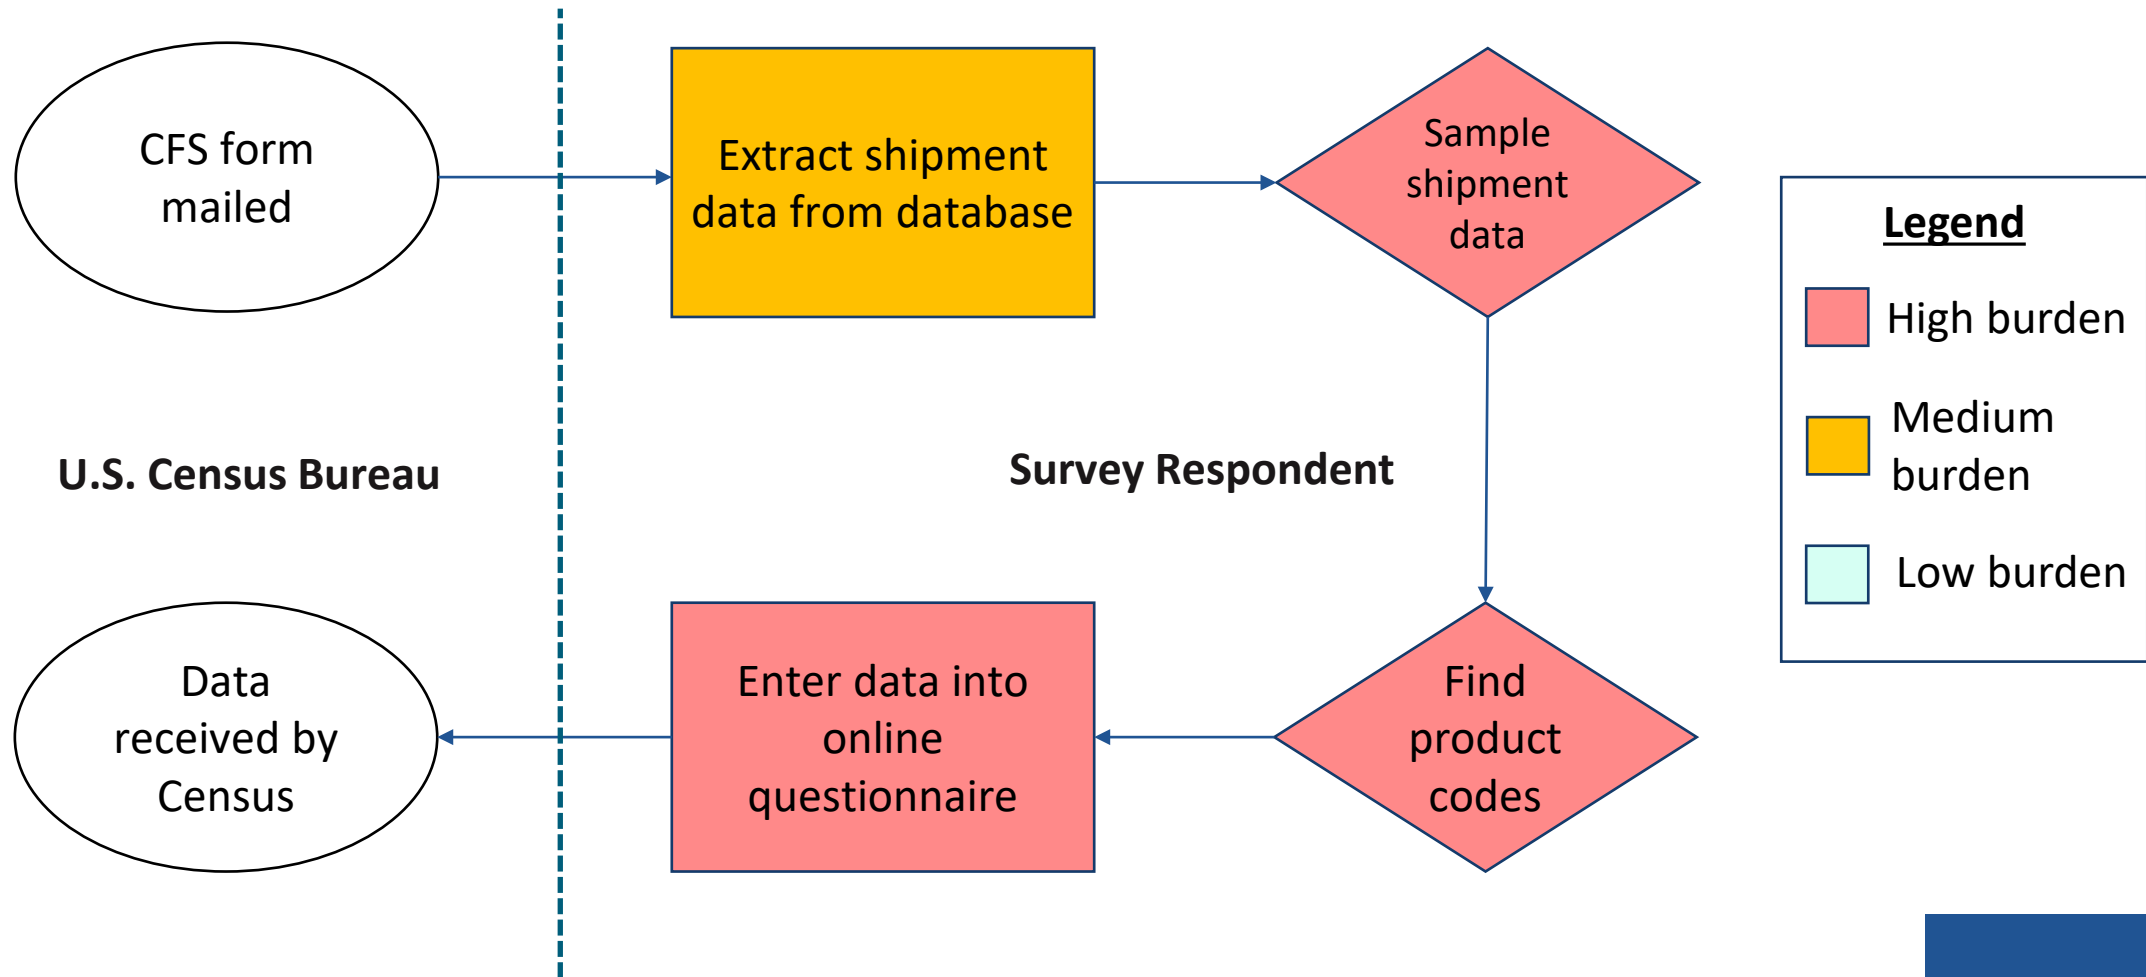 CFS form
mailed
Extract shipment
data from database
Sample
shipment
data
U.S. Census Bureau
Survey Respondent
Data
received by
Census
Enter data into
online
questionnaire
Find
product
codes
Legend
High burden
Medium
burden
Low burden